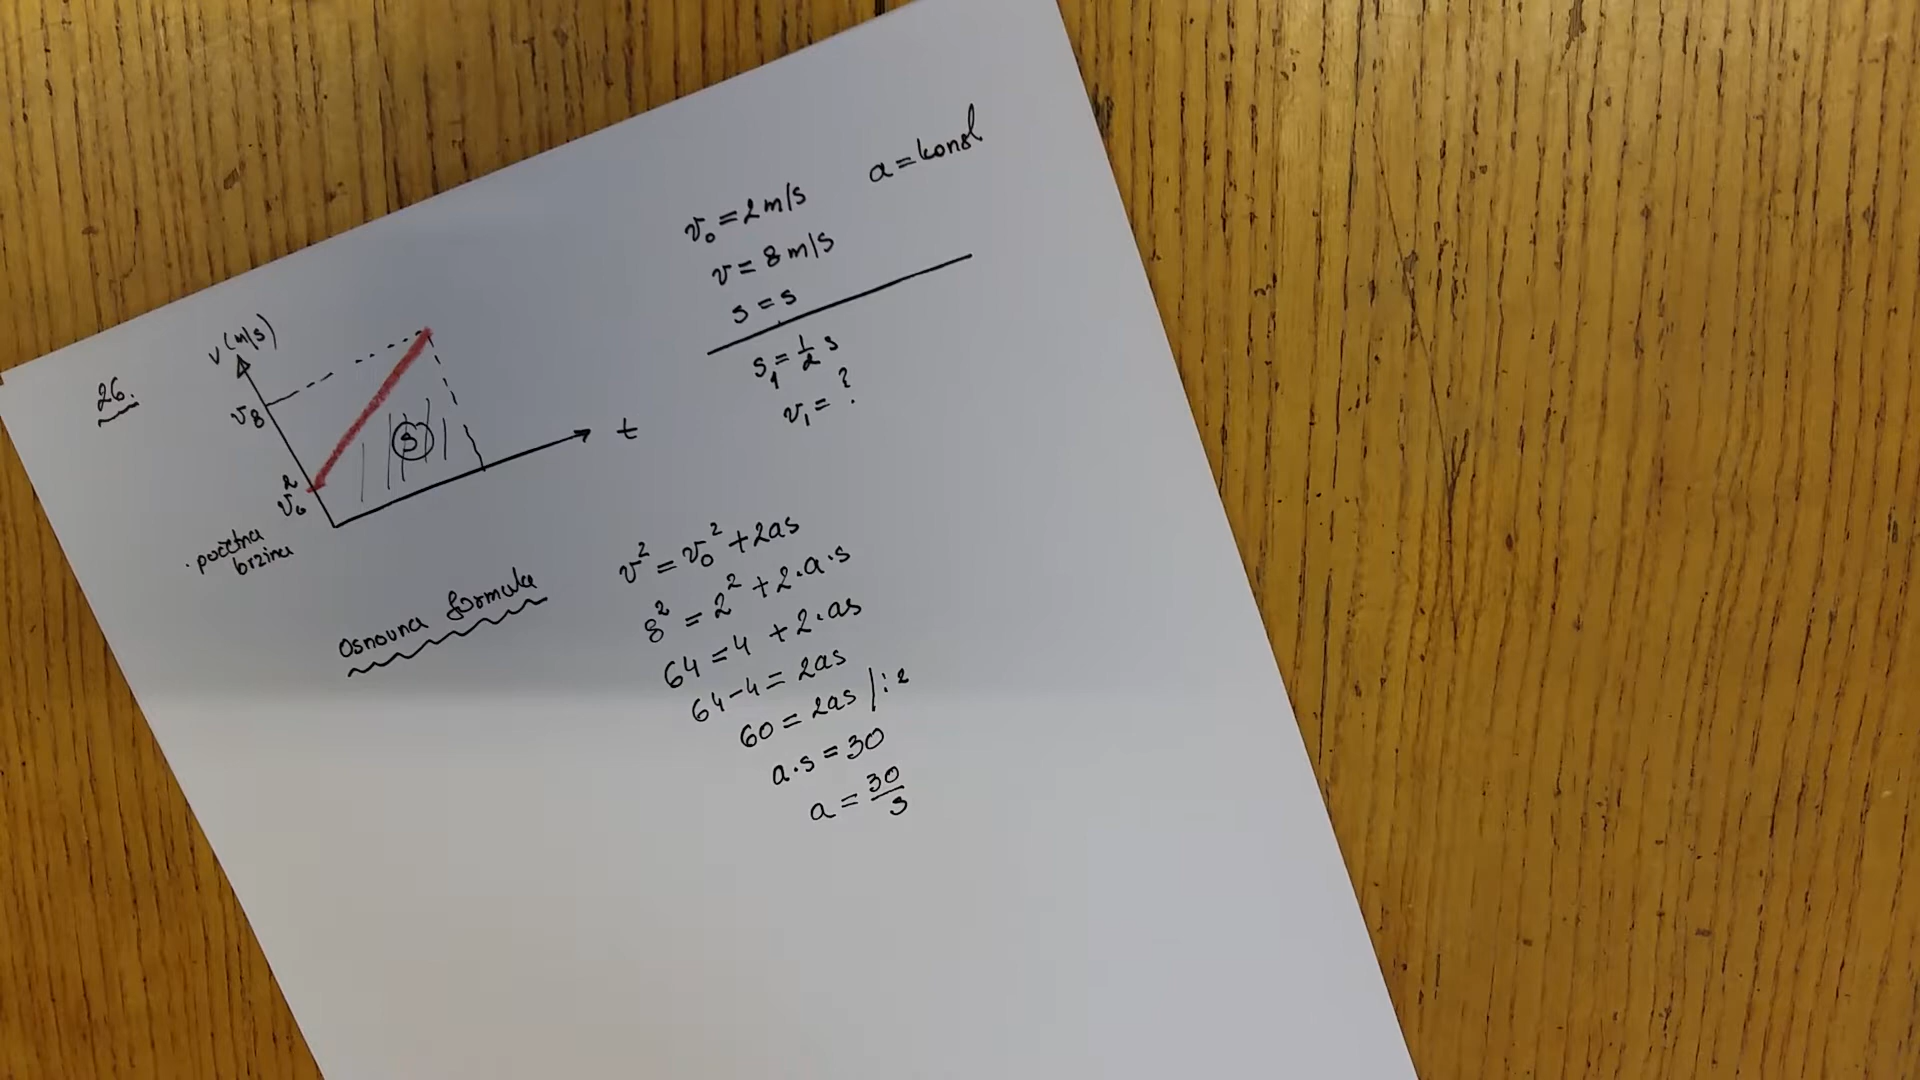 26.
v (m/s)
v 8
2
v₀
početna
brzina
S
t
v₀ = 2 m/s
a = konst
v = 8 m/s
s = s
s₁ = 1/2 s
v₁ = ?
Osnovna formula
v² = v₀² + 2as
8² = 2² + 2·a·s
64 = 4 + 2·as
64-4 = 2as
60 = 2as /:2
a·s = 30
a = 30/s